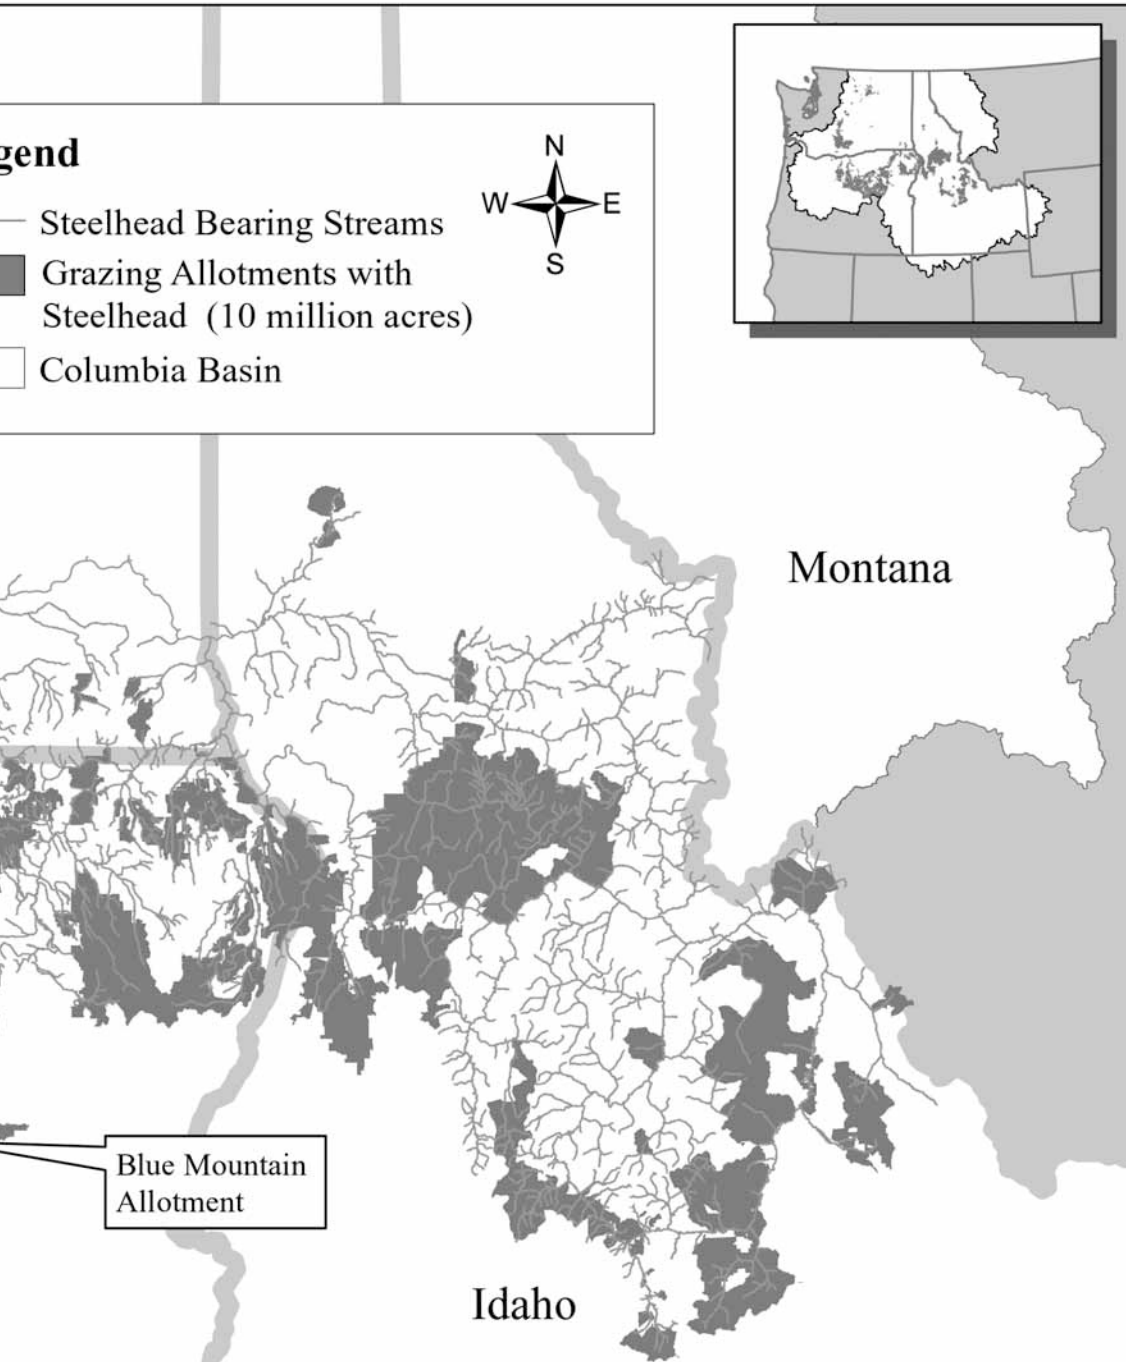 gend
N
W E
S
Steelhead Bearing Streams
Grazing Allotments with
Steelhead (10 million acres)
Columbia Basin
Montana
Blue Mountain
Allotment
Idaho